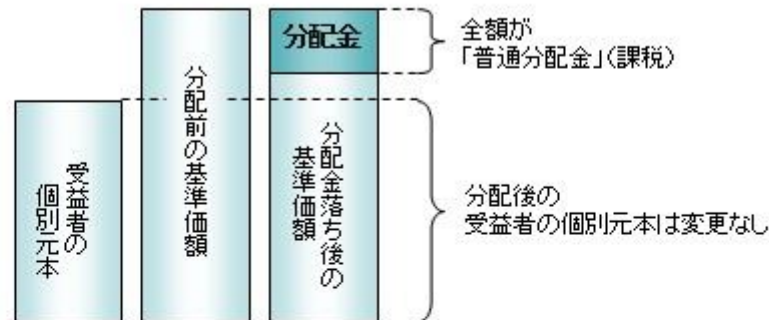 受益者の
個別元本
分配前の基準価額
分配金
分配金落ち後の
基準価額
全額が
「普通分配金」(課税)
分配後の
受益者の個別元本は変更なし